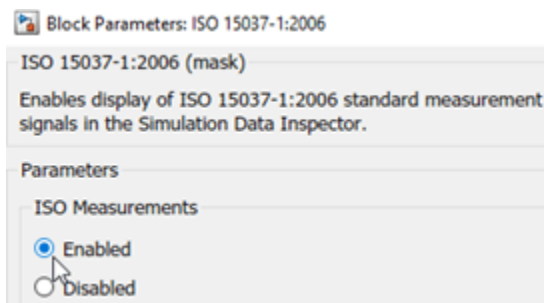 Block Parameters: ISO 15037-1:2006
ISO 15037-1:2006 (mask)
Enables display of ISO 15037-1:2006 standard measurement
signals in the Simulation Data Inspector.
Parameters
ISO Measurements
Enabled
Disabled